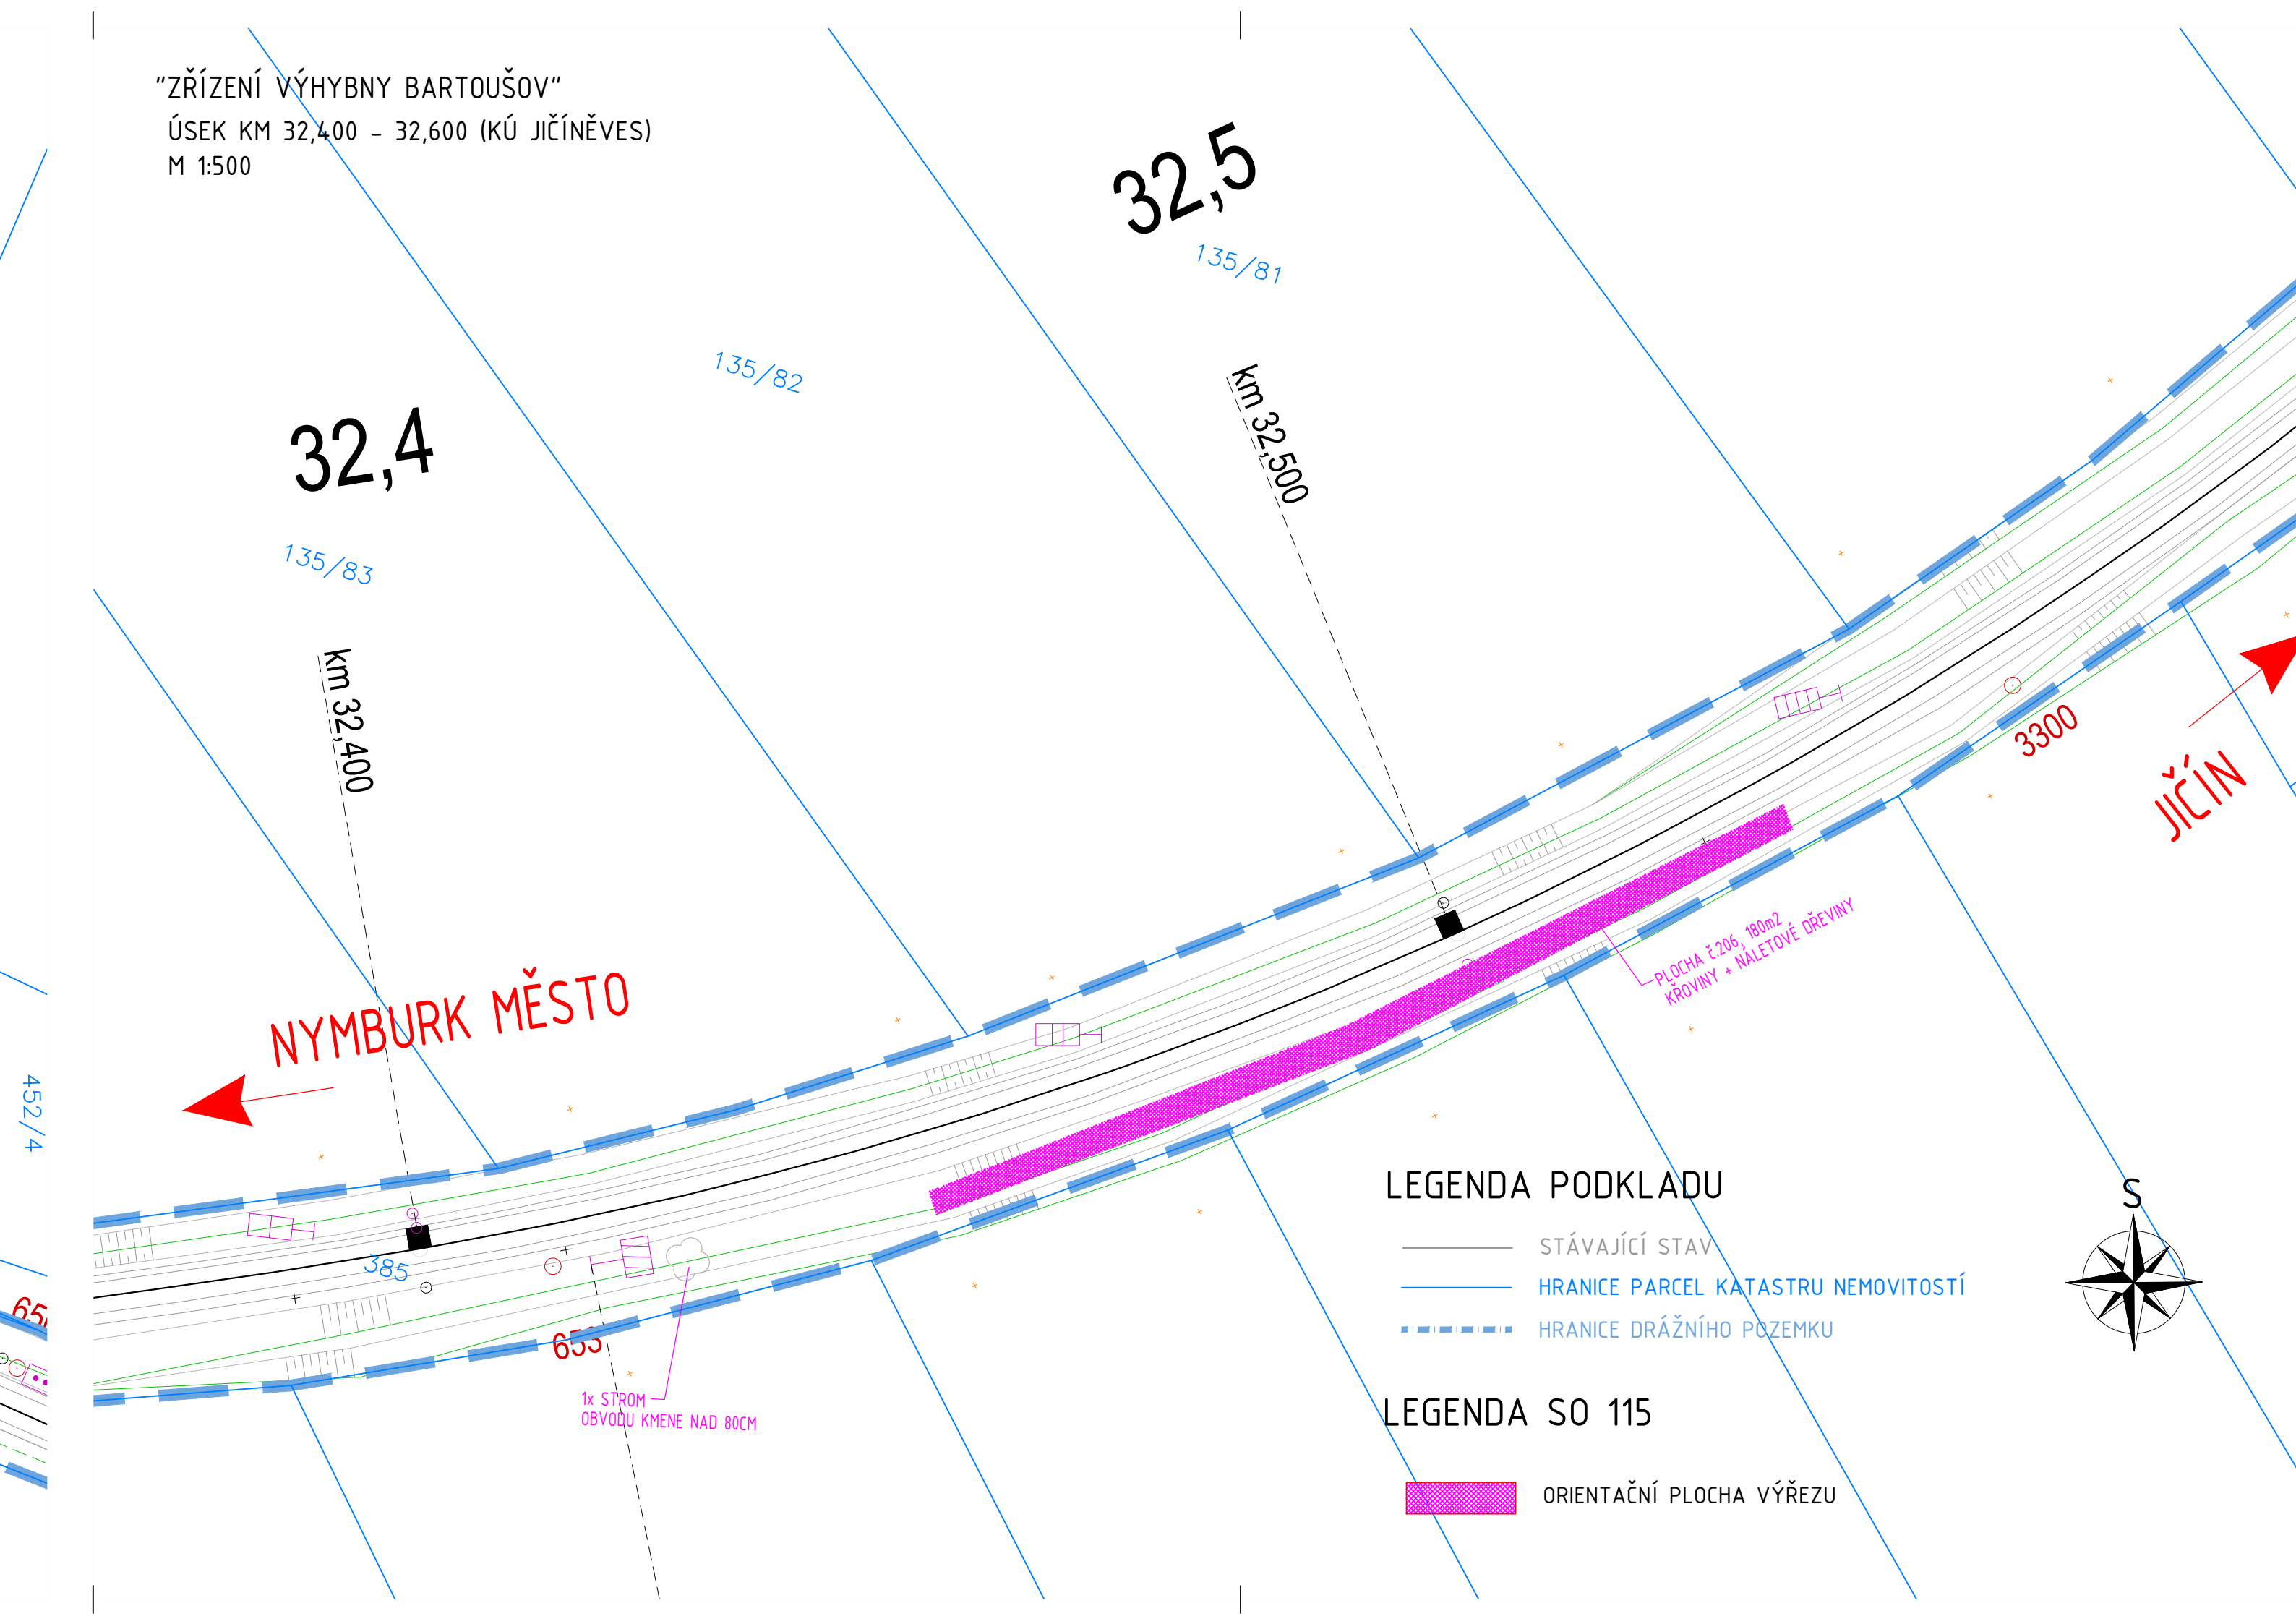 "ZŘÍZENÍ VÝHYBNY BARTOUŠOV"
ÚSEK KM 32,400 - 32,600 (KÚ JIČÍNĚVES)
M 1:500
32,5
135/81
135/82
32,4
135/83
km 32,500
km 32,400
3300
JIČÍN
PLOCHA č.206, 180m2
KŘOVINY + NÁLETOVÉ DŘEVINY
NYMBURK MĚSTO
452/4
385
655
1x STROM
OBVODU KMENE NAD 80CM
LEGENDA PODKLADU
S
STÁVAJÍCÍ STAV
HRANICE PARCEL KATASTRU NEMOVITOSTÍ
HRANICE DRÁŽNÍHO POZEMKU
LEGENDA SO 115
ORIENTAČNÍ PLOCHA VÝŘEZU